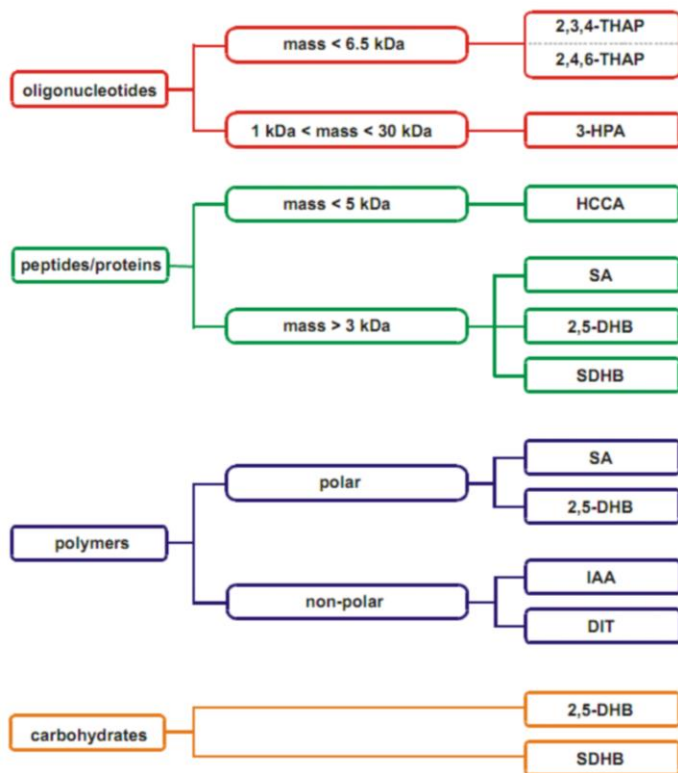 oligonucleotides
mass < 6.5 kDa
2,3,4-THAP
2,4,6-THAP
1 kDa < mass < 30 kDa
3-HPA
peptides/proteins
mass < 5 kDa
HCCA
mass > 3 kDa
SA
2,5-DHB
SDHB
polymers
polar
SA
2,5-DHB
non-polar
IAA
DIT
carbohydrates
2,5-DHB
SDHB